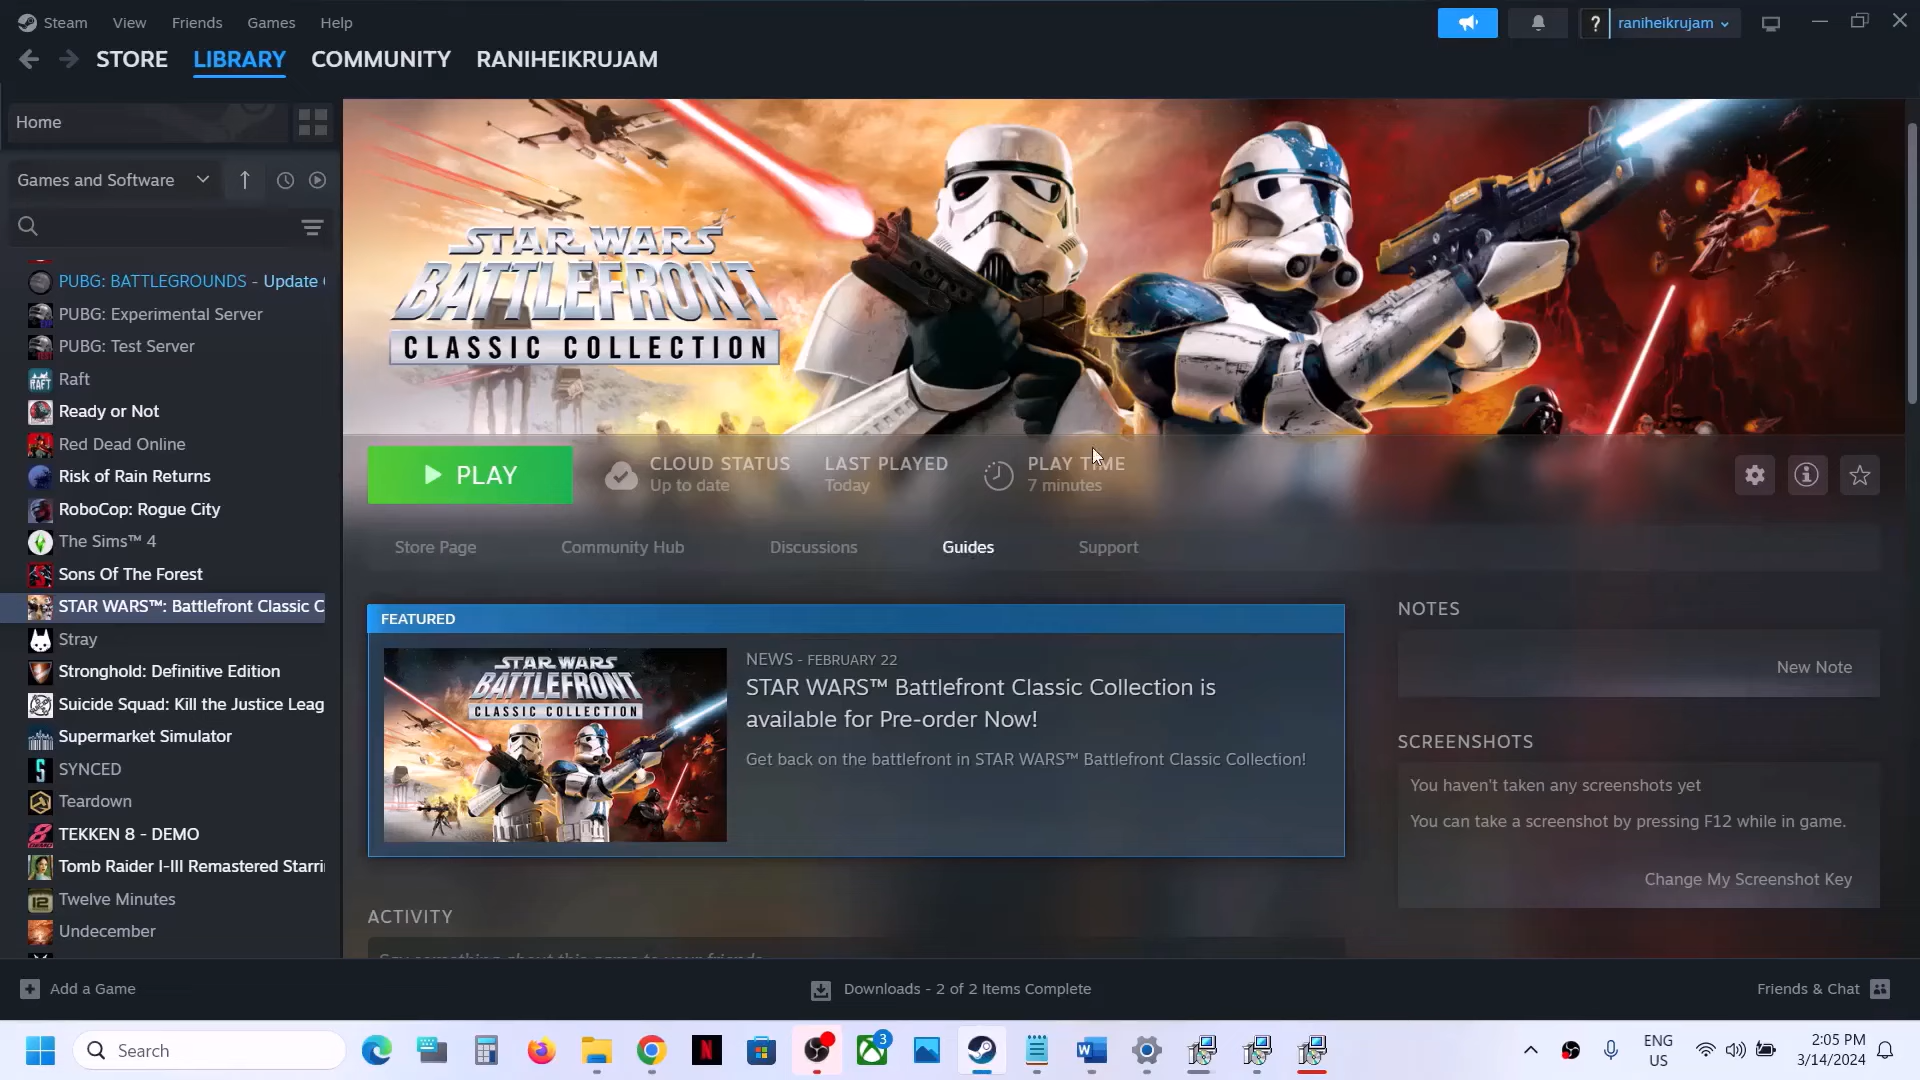 Steam View Friends Games Help
? raniheikrujam
STORE LIBRARY COMMUNITY RANIHEIKRUJAM
Home
Games and Software
PUBG: BATTLEGROUNDS - Update
PUBG: Experimental Server
PUBG: Test Server
Raft
Ready or Not
Red Dead Online
Risk of Rain Returns
RoboCop: Rogue City
The Sims™ 4
Sons Of The Forest
STAR WARS™: Battlefront Classic C
Stray
Stronghold: Definitive Edition
Suicide Squad: Kill the Justice Leag
Supermarket Simulator
SYNCED
Teardown
TEKKEN 8 - DEMO
Tomb Raider I-III Remastered Starri
Twelve Minutes
Undecember
STAR WARS
BATTLEFRONT
CLASSIC COLLECTION
PLAY
CLOUD STATUS
Up to date
LAST PLAYED
Today
PLAY TIME
7 minutes
Store Page Community Hub Discussions Guides Support
FEATURED
STAR WARS
BATTLEFRONT
CLASSIC COLLECTION
NEWS - FEBRUARY 22
STAR WARS™ Battlefront Classic Collection is
available for Pre-order Now!
Get back on the battlefront in STAR WARS™ Battlefront Classic Collection!
NOTES
New Note
SCREENSHOTS
You haven't taken any screenshots yet
You can take a screenshot by pressing F12 while in game.
Change My Screenshot Key
ACTIVITY
Say something about this game to your friends
Add a Game
Downloads - 2 of 2 Items Complete
Friends & Chat
Search
3
ENG
US
2:05 PM
3/14/2024